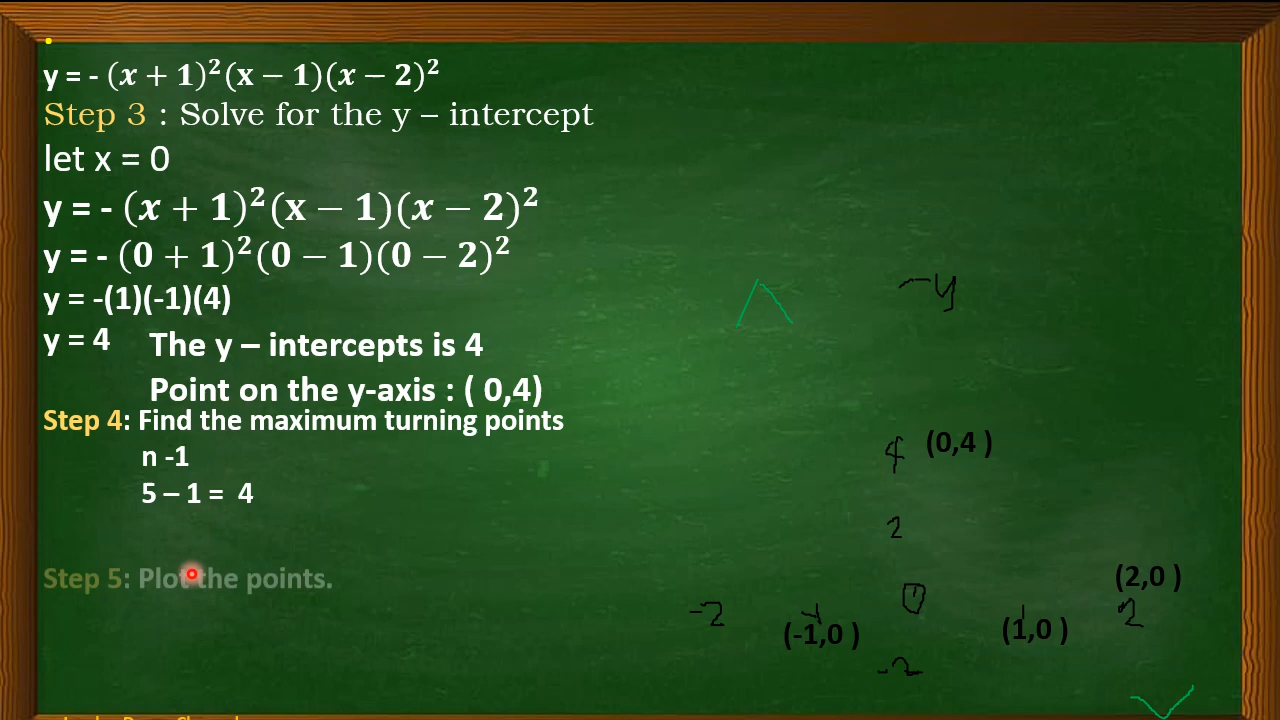 y = - (x + 1)²(x − 1)(x − 2)²
Step 3 : Solve for the y – intercept
let x = 0
y = - (x + 1)²(x − 1)(x − 2)²
y = - (0 + 1)²(0 − 1)(0 − 2)²
y = -(1)(-1)(4)
y = 4
The y – intercepts is 4
Point on the y-axis : ( 0,4)
Step 4: Find the maximum turning points
n -1
5 – 1 = 4
Step 5: Plot the points.
-y
4 (0,4 )
2
(2,0 )
-2 -1 0 1 2
(-1,0 ) (1,0 )
-2